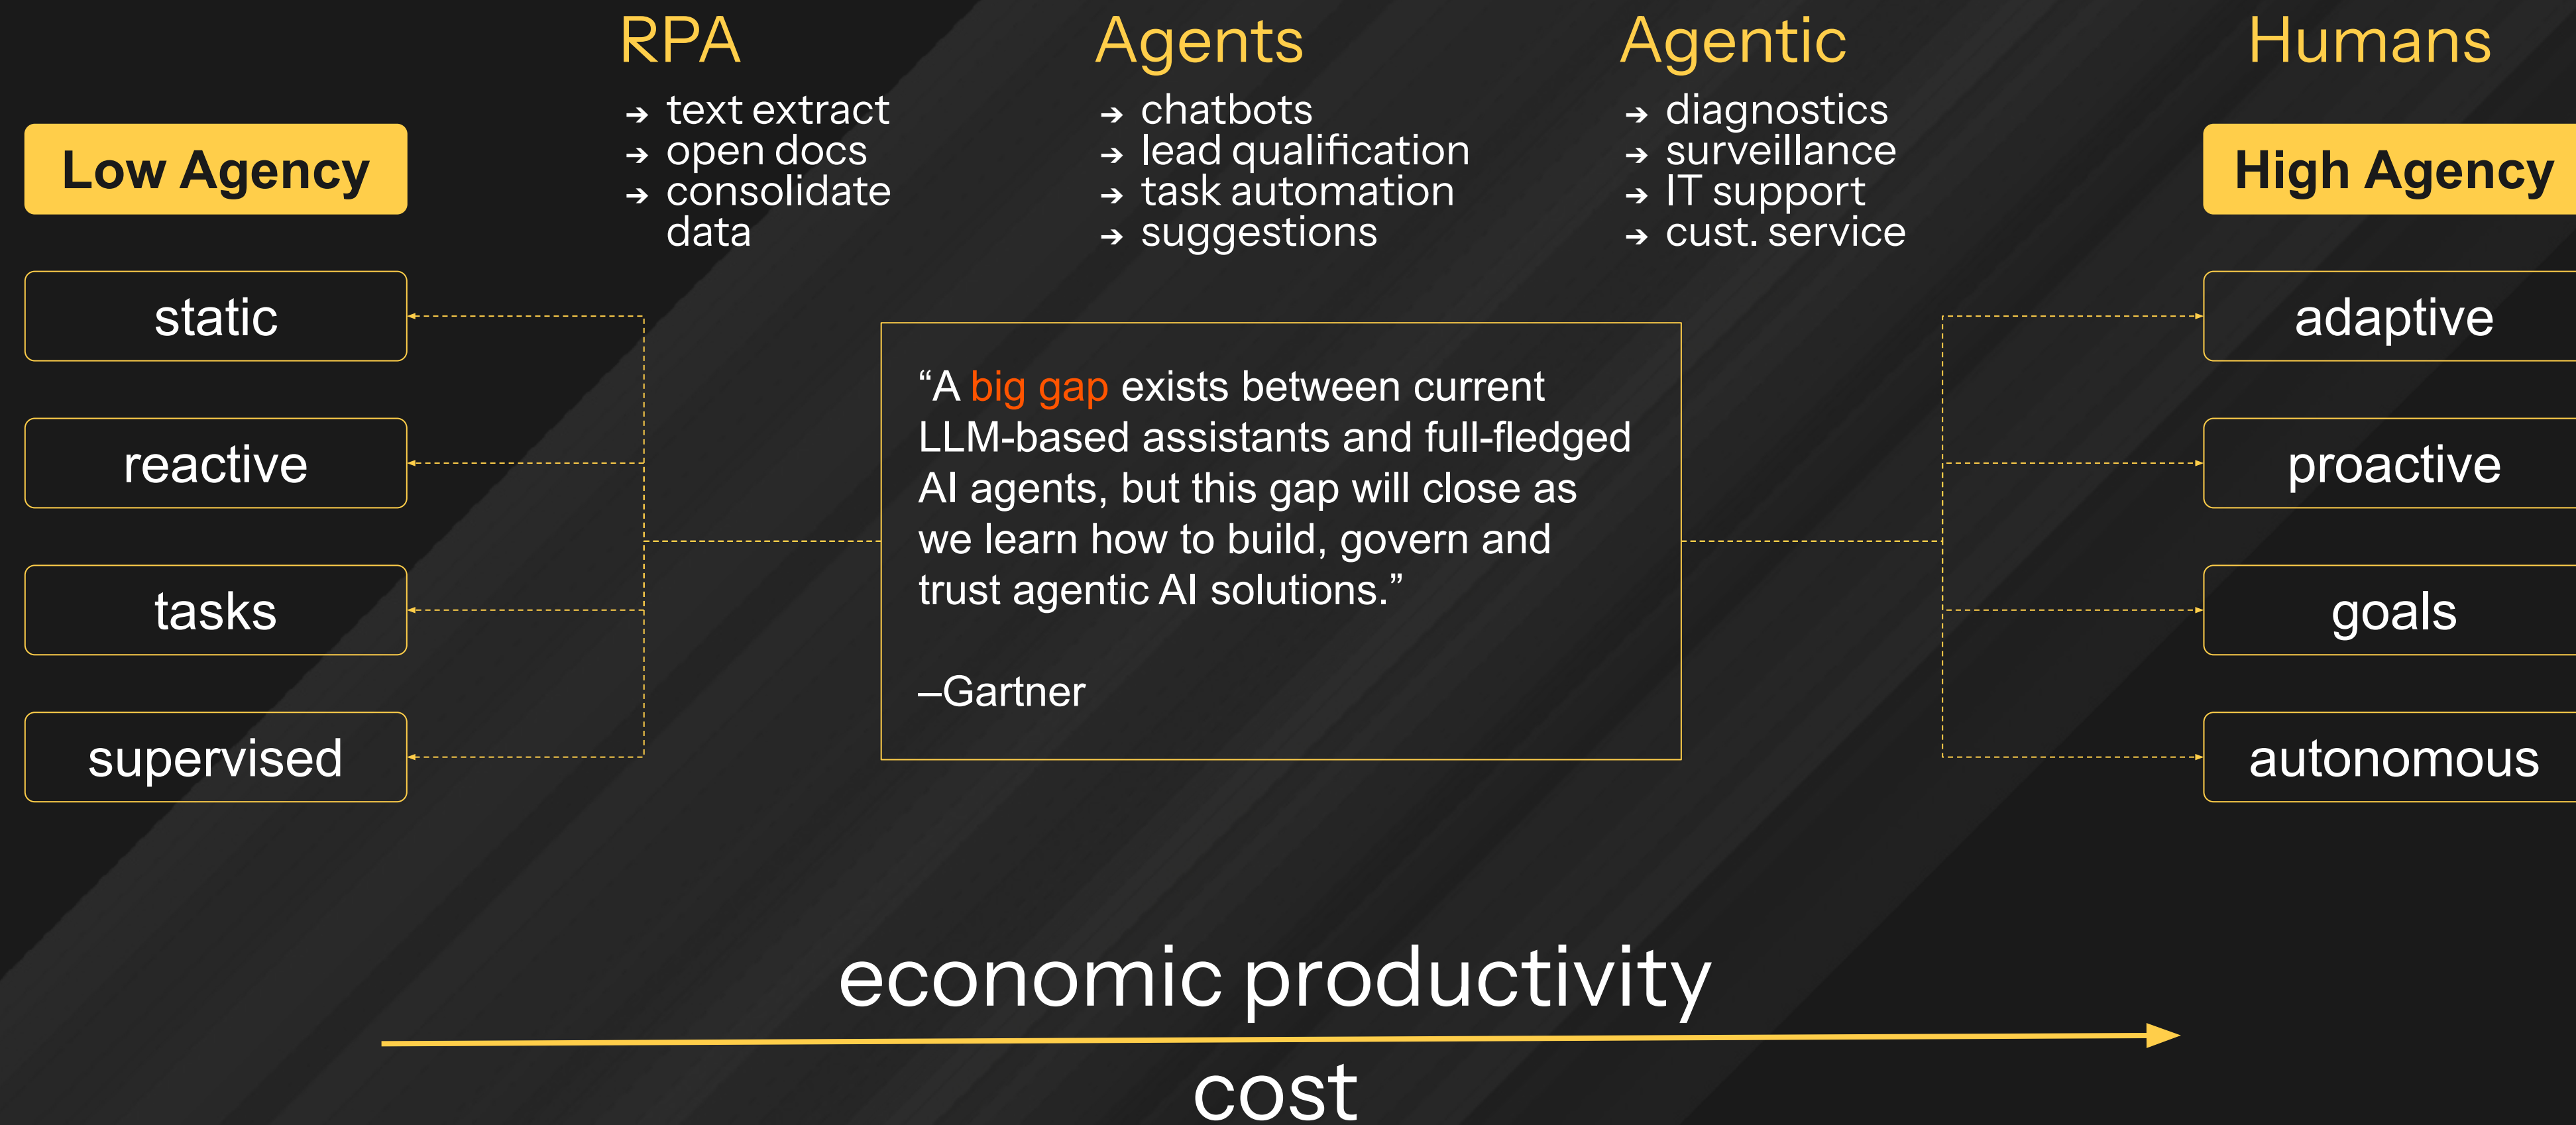 RPA
→ text extract
→ open docs
→ consolidate
data
Agents
→ chatbots
→ lead qualification
→ task automation
→ suggestions
Agentic
→ diagnostics
→ surveillance
→ IT support
→ cust. service
Humans
Low Agency
static
reactive
tasks
supervised
“A big gap exists between current
LLM-based assistants and full-fledged
AI agents, but this gap will close as
we learn how to build, govern and
trust agentic AI solutions.”
–Gartner
High Agency
adaptive
proactive
goals
autonomous
economic productivity
cost